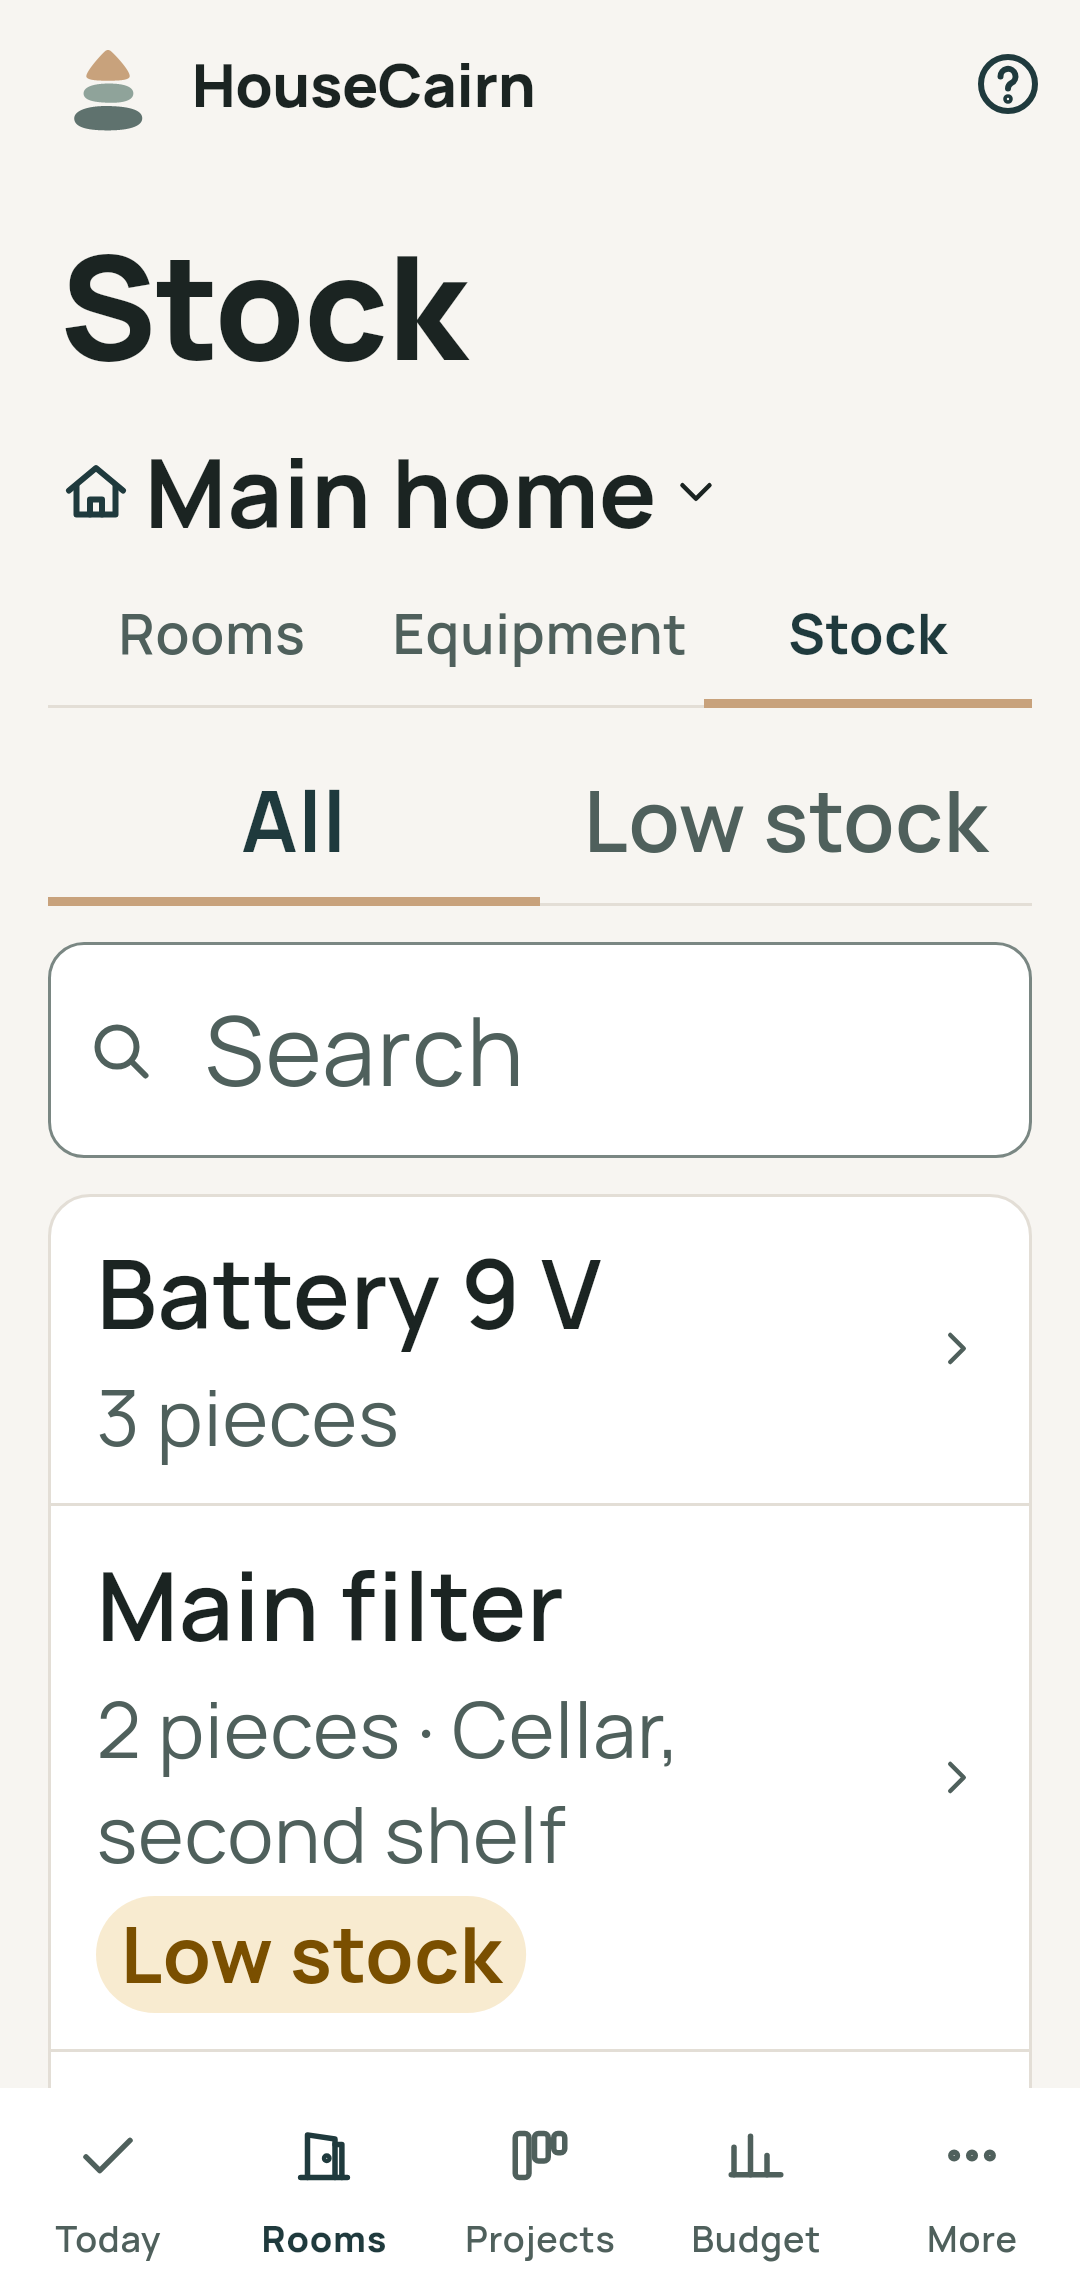 HouseCairn
Stock
Main home
Rooms Equipment Stock
All Low stock
Search
Battery 9 V
3 pieces
Main filter
2 pieces · Cellar,
second shelf
Low stock
Today Rooms Projects Budget More